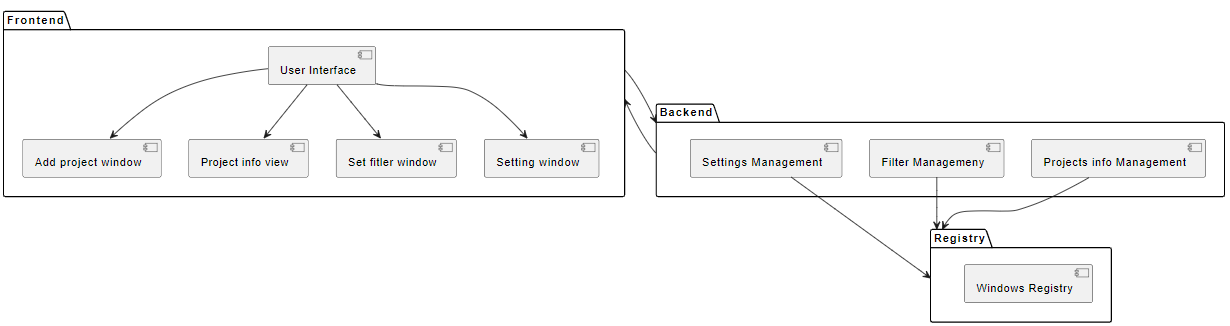 Frontend
User Interface
Add project window
Project info view
Set fitler window
Setting window
Backend
Settings Management
Filter Managemeny
Projects info Management
Registry
Windows Registry